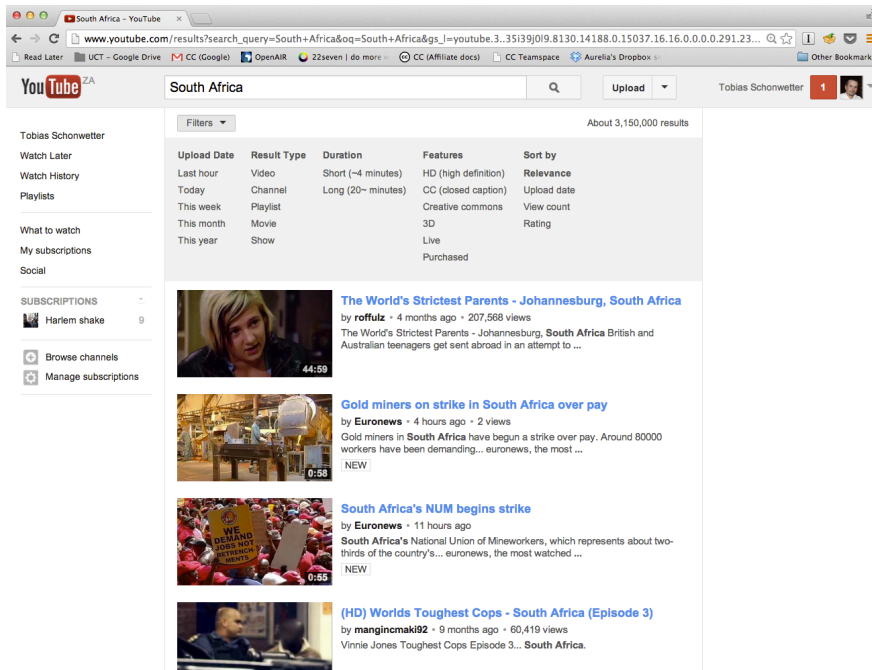 South Africa - YouTube
www.youtube.com/results?search_query=South+Africa&oq=South+Africa&gs_l=youtube.3..35i39j0l9.8130.14188.0.15037.16.16.0.0.0.0.291.23...
Read Later
UCT - Google Drive
CC (Google)
OpenAIR
22seven | do more
CC (Affiliate docs)
CC Teamspace
Aurelia's Dropbox
Other Bookmark
YouTube ZA
South Africa
Upload
Tobias Schonwetter
1
Tobias Schonwetter
Watch Later
Watch History
Playlists
What to watch
My subscriptions
Social
SUBSCRIPTIONS
Harlem shake 9
Browse channels
Manage subscriptions
Filters
About 3,150,000 results
Upload Date
Last hour
Today
This week
This month
This year
Result Type
Video
Channel
Playlist
Movie
Show
Duration
Short (~4 minutes)
Long (20~ minutes)
Features
HD (high definition)
CC (closed caption)
Creative commons
3D
Live
Purchased
Sort by
Relevance
Upload date
View count
Rating
44:59
The World's Strictest Parents - Johannesburg, South Africa
by roffulz • 4 months ago • 207,568 views
The World's Strictest Parents - Johannesburg, South Africa British and
Australian teenagers get sent abroad in an attempt to ...
0:58
Gold miners on strike in South Africa over pay
by Euronews • 4 hours ago • 2 views
Gold miners in South Africa have begun a strike over pay. Around 80000
workers have been demanding... euronews, the most ...
NEW
WE
DEMAND
JOBS NOT
RETRENCH-
MENTS
0:55
South Africa's NUM begins strike
by Euronews • 11 hours ago
South Africa's National Union of Mineworkers, which represents about two-
thirds of the country's... euronews, the most watched ...
NEW
(HD) Worlds Toughest Cops - South Africa (Episode 3)
by mangincmaki92 • 9 months ago • 60,419 views
Vinnie Jones Toughest Cops Episode 3... South Africa.